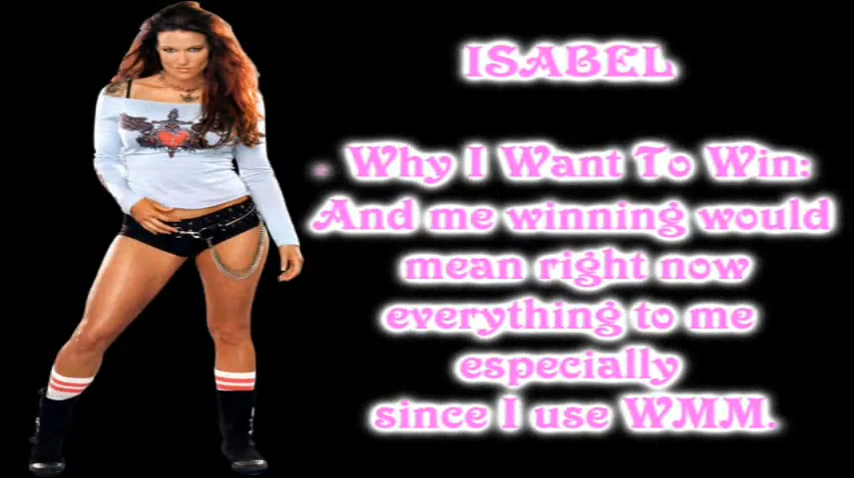 ISABEL
- Why I Want To Win:
And me winning would
mean right now
everything to me
especially
since I use WMM.